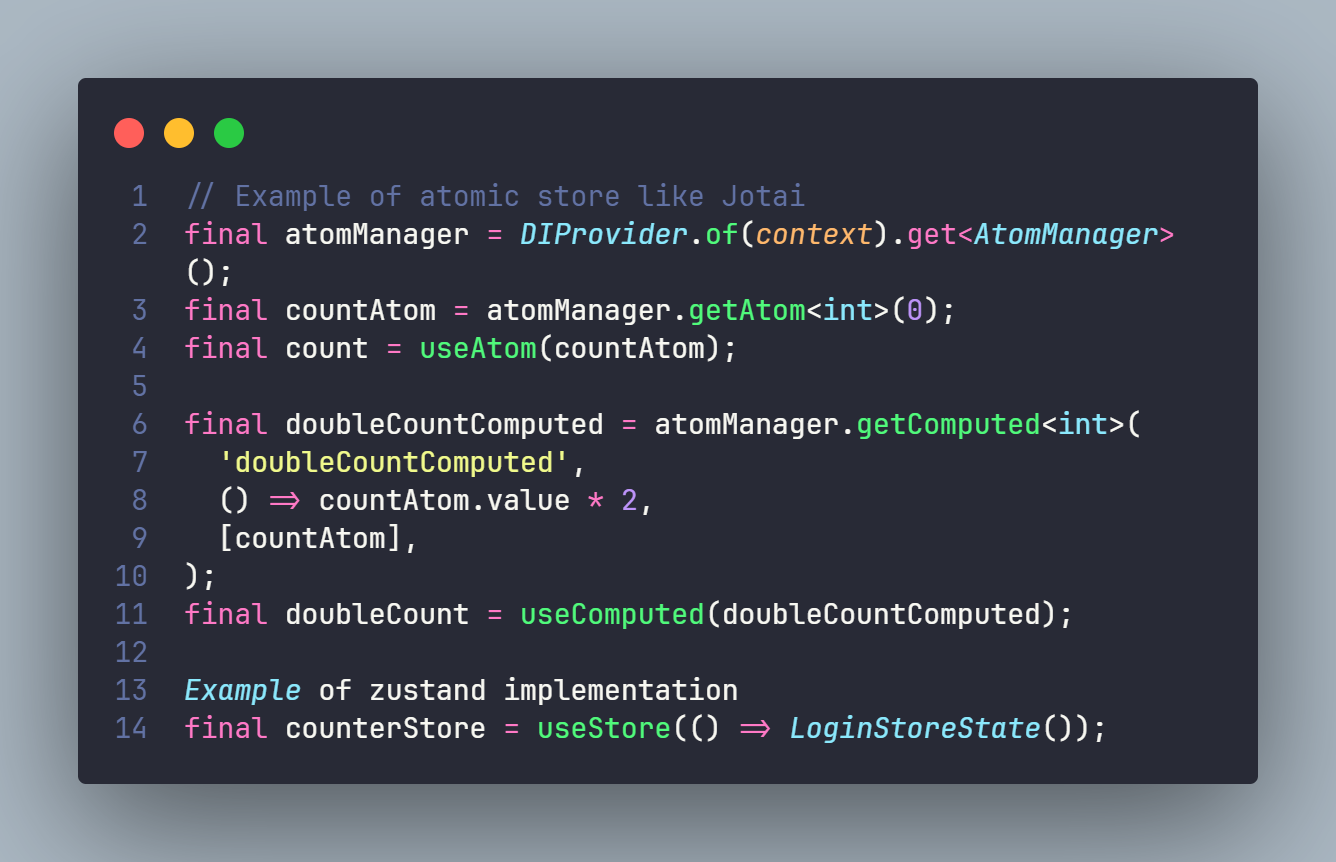 1 // Example of atomic store like Jotai
2 final atomManager = DIProvider.of(context).get<AtomManager>
();
3 final countAtom = atomManager.getAtom<int>(0);
4 final count = useAtom(countAtom);
5
6 final doubleCountComputed = atomManager.getComputed<int>(
7   'doubleCountComputed',
8   () => countAtom.value * 2,
9   [countAtom],
10 );
11 final doubleCount = useComputed(doubleCountComputed);
12
13 Example of zustand implementation
14 final counterStore = useStore(() => LoginStoreState());